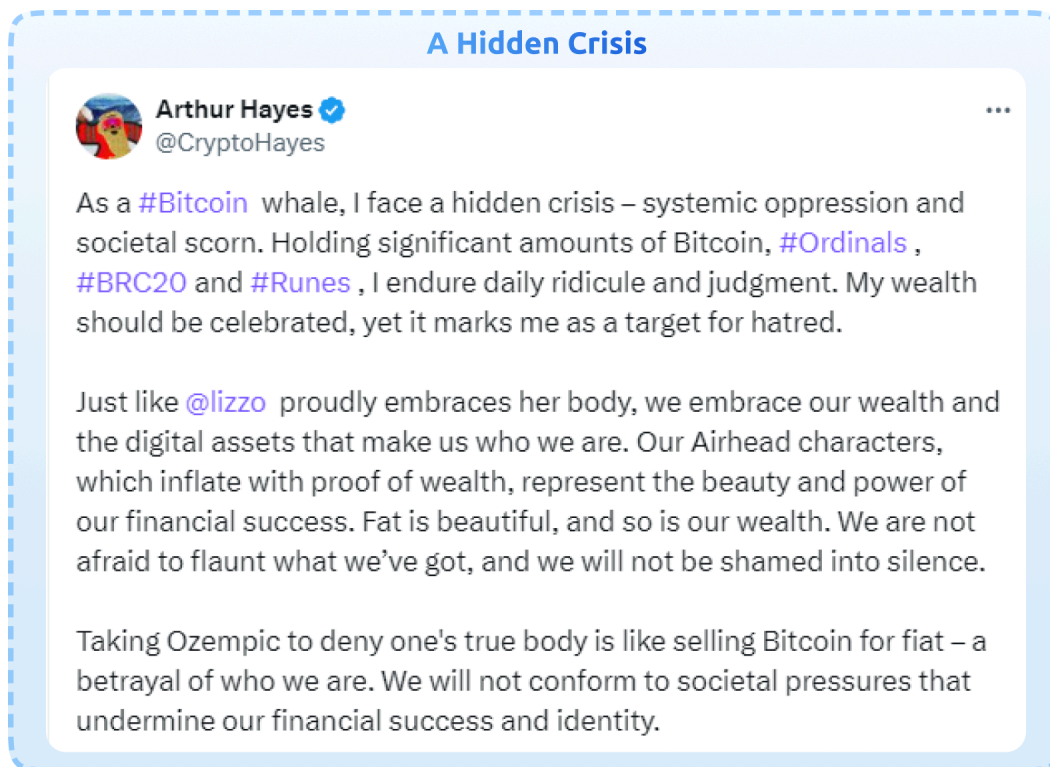 A Hidden Crisis
Arthur Hayes
@CryptoHayes
As a #Bitcoin whale, I face a hidden crisis – systemic oppression and
societal scorn. Holding significant amounts of Bitcoin, #Ordinals ,
#BRC20 and #Runes , I endure daily ridicule and judgment. My wealth
should be celebrated, yet it marks me as a target for hatred.
Just like @lizzo proudly embraces her body, we embrace our wealth and
the digital assets that make us who we are. Our Airhead characters,
which inflate with proof of wealth, represent the beauty and power of
our financial success. Fat is beautiful, and so is our wealth. We are not
afraid to flaunt what we’ve got, and we will not be shamed into silence.
Taking Ozempic to deny one's true body is like selling Bitcoin for fiat – a
betrayal of who we are. We will not conform to societal pressures that
undermine our financial success and identity.